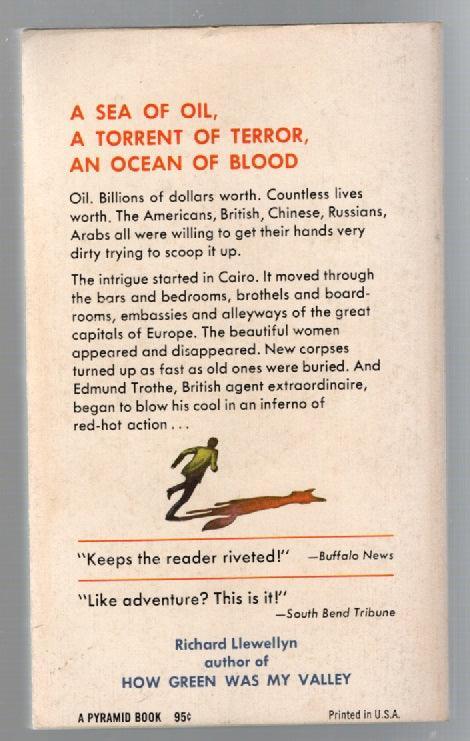 A SEA OF OIL,
A TORRENT OF TERROR,
AN OCEAN OF BLOOD
Oil. Billions of dollars worth. Countless lives
worth. The Americans, British, Chinese, Russians,
Arabs all were willing to get their hands very
dirty trying to scoop it up.
The intrigue started in Cairo. It moved through
the bars and bedrooms, brothels and board-
rooms, embassies and alleyways of the great
capitals of Europe. The beautiful women
appeared and disappeared. New corpses
turned up as fast as old ones were buried. And
Edmund Trothe, British agent extraordinaire,
began to blow his cool in an inferno of
red-hot action . . .
"Keeps the reader riveted!" —Buffalo News
"Like adventure? This is it!"
—South Bend Tribune
Richard Llewellyn
author of
HOW GREEN WAS MY VALLEY
A PYRAMID BOOK 95¢ Printed in U.S.A.